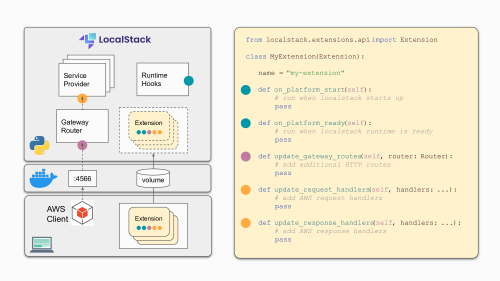 LocalStack
Service
Provider
Runtime
Hooks
Gateway
Router
Extension
:4566
volume
AWS
Client
Extension
from localstack.extensions.api import Extension
class MyExtension(Extension):
name = "my-extension"
def on_platform_start(self):
# run when localstack starts up
pass
def on_platform_ready(self):
# run when localstack runtime is ready
pass
def update_gateway_routes(self, router: Router):
# add additional HTTP routes
pass
def update_request_handlers(self, handlers: ...):
# add AWS request handlers
pass
def update_response_handlers(self, handlers: ...):
# add AWS response handlers
pass